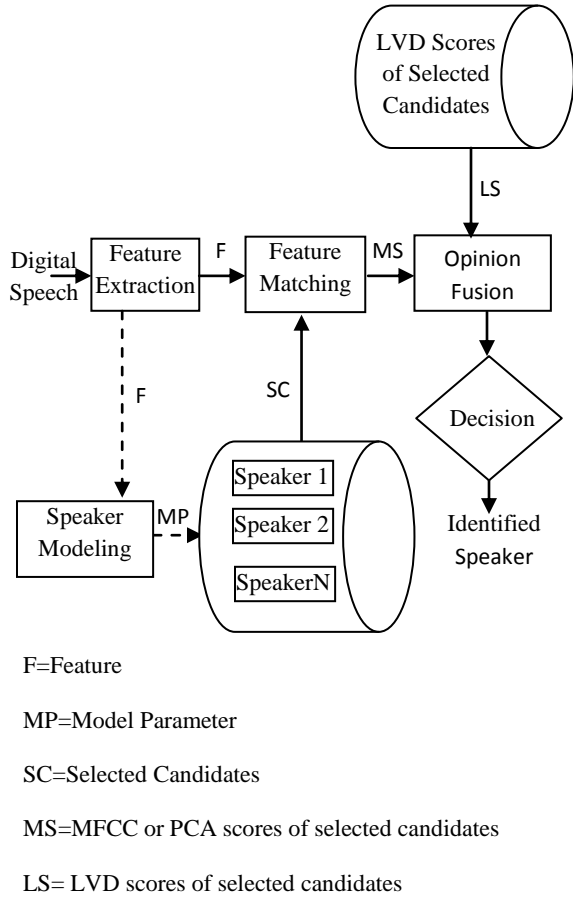 LVD Scores
of Selected
Candidates
LS
Digital
Speech
Feature
Extraction
F
Feature
Matching
MS
Opinion
Fusion
F
SC
Decision
Speaker
Modeling
MP
Speaker 1
Speaker 2
SpeakerN
Identified
Speaker
F=Feature
MP=Model Parameter
SC=Selected Candidates
MS=MFCC or PCA scores of selected candidates
LS= LVD scores of selected candidates